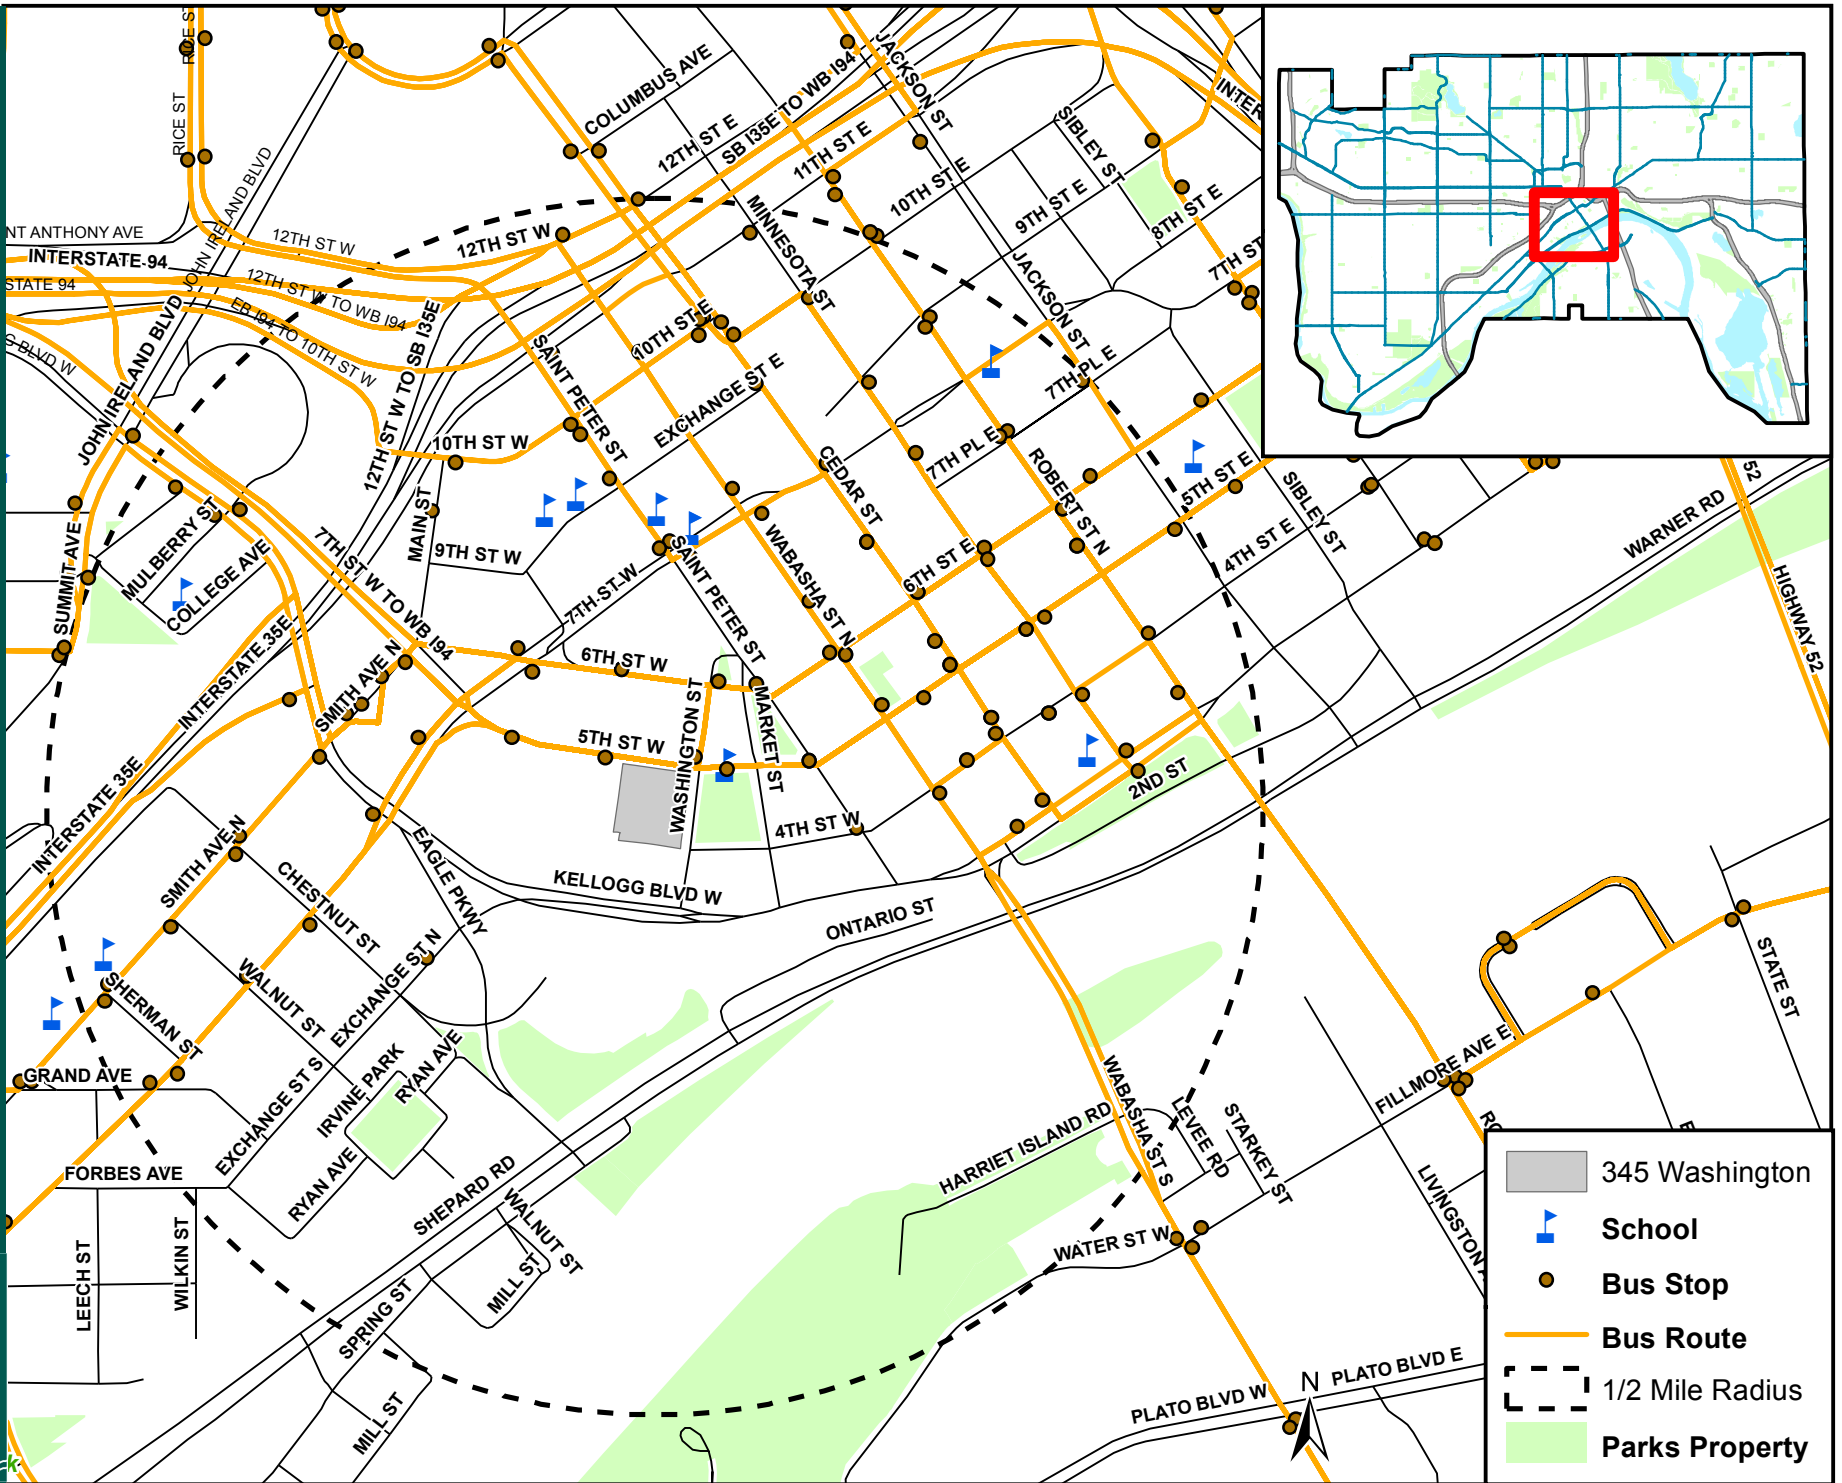 RICE ST
RICE ST
JOHN IRELAND BLVD
JOHN IRELAND BLVD
NT ANTHONY AVE
INTERSTATE 94
STATE 94
12TH ST W
12TH ST W TO WB I94
EB I94 TO 10TH ST W
S BLVD W
12TH ST W
12TH ST W TO SB I35E
COLUMBUS AVE
12TH ST E
SB I35E TO WB I94
11TH ST E
10TH ST E
9TH ST E
8TH ST E
7TH ST
JACKSON ST
SIBLEY ST
INTER
MINNESOTA ST
JACKSON ST
10TH ST E
EXCHANGE ST E
SAINT PETER ST
7TH PL E
7TH PL E
10TH ST W
MAIN ST
9TH ST W
CEDAR ST
ROBERT ST N
5TH ST E
4TH ST E
SIBLEY ST
6TH ST E
WABASHA ST N
WARNER RD
52
HIGHWAY 52
SUMMIT AVE
MULBERRY ST
COLLEGE AVE
7TH ST W TO WB I94
7TH ST W
SAINT PETER ST
6TH ST W
INTERSTATE 35E
SMITH AVE N
WASHINGTON ST
MARKET ST
5TH ST W
4TH ST W
2ND ST
INTERSTATE 35E
SMITH AVE N
CHESTNUT ST
EAGLE PKWY
KELLOGG BLVD W
ONTARIO ST
EXCHANGE ST N
WALNUT ST
SHERMAN ST
GRAND AVE
EXCHANGE ST S
IRVINE PARK
RYAN AVE
RYAN AVE
FORBES AVE
LEECH ST
WILKIN ST
SHEPARD RD
WALNUT ST
MILL ST
SPRING ST
MILL ST
HARRIET ISLAND RD
WABASHA ST S
LEVEE RD
STARKEY ST
WATER ST W
FILLMORE AVE E
STATE ST
LIVINGSTON
PLATO BLVD W
PLATO BLVD E
N
345 Washington
School
Bus Stop
Bus Route
1/2 Mile Radius
Parks Property
k